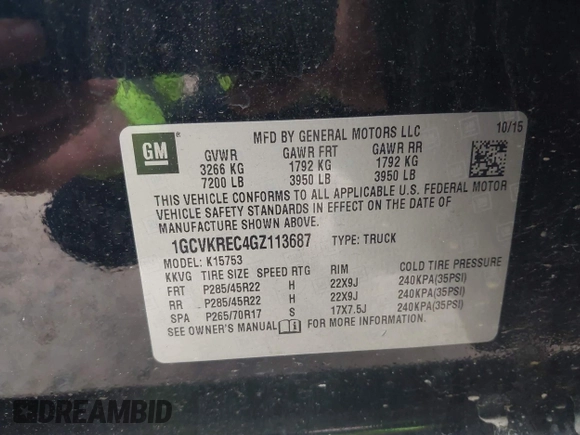 MFD BY GENERAL MOTORS LLC 10/15
GM
GVWR GAWR FRT GAWR RR
3266 KG 1792 KG 1792 KG
7200 LB 3950 LB 3950 LB
THIS VEHICLE CONFORMS TO ALL APPLICABLE U.S. FEDERAL MOTOR
VEHICLE SAFETY STANDARDS IN EFFECT ON THE DATE OF
MANUFACTURE SHOWN ABOVE.
1GCVKREC4GZ113687 TYPE: TRUCK
MODEL: K15753
KKVG TIRE SIZE SPEED RTG RIM COLD TIRE PRESSURE
FRT P285/45R22 H 22X9J 240KPA(35PSI)
RR P285/45R22 H 22X9J 240KPA(35PSI)
SPA P265/70R17 S 17X7.5J 240KPA(35PSI)
SEE OWNER'S MANUAL FOR MORE INFORMATION.
DREAMBID